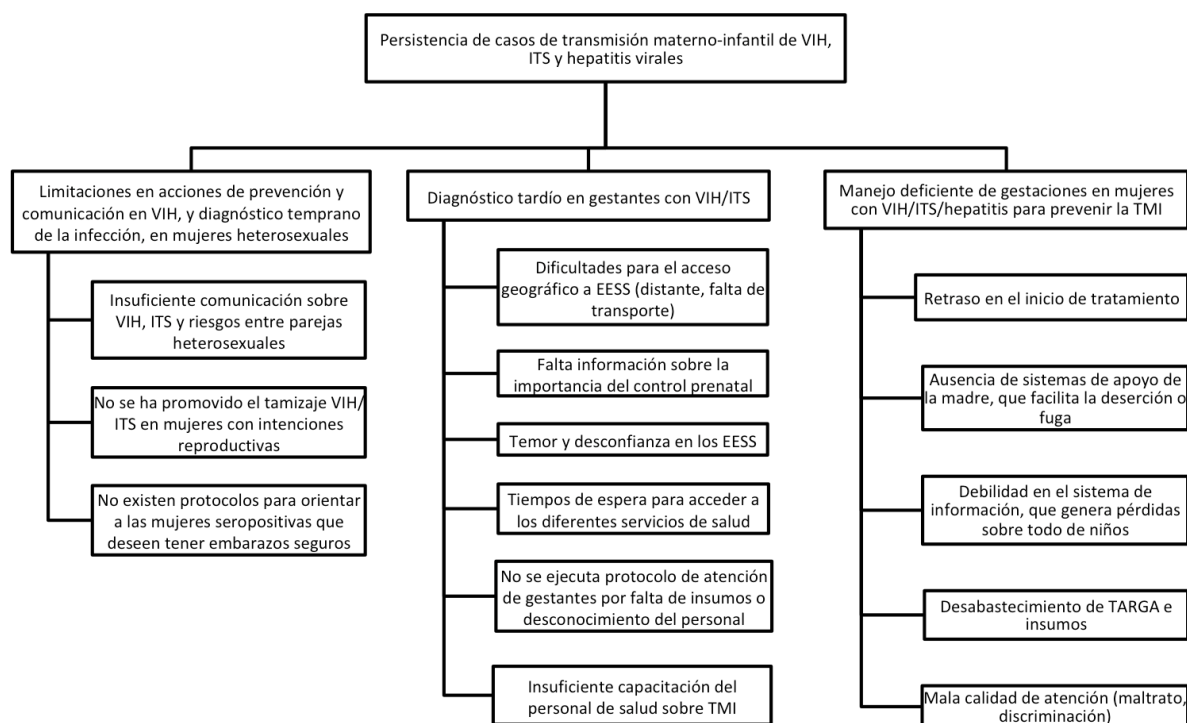 Persistencia de casos de transmisión materno-infantil de VIH,
ITS y hepatitis virales
Limitaciones en acciones de prevención y
comunicación en VIH, y diagnóstico temprano
de la infección, en mujeres heterosexuales
Insuficiente comunicación sobre
VIH, ITS y riesgos entre parejas
heterosexuales
No se ha promovido el tamizaje VIH/
ITS en mujeres con intenciones
reproductivas
No existen protocolos para orientar
a las mujeres seropositivas que
deseen tener embarazos seguros
Diagnóstico tardío en gestantes con VIH/ITS
Dificultades para el acceso
geográfico a EESS (distante, falta de
transporte)
Falta información sobre la
importancia del control prenatal
Temor y desconfianza en los EESS
Tiempos de espera para acceder a
los diferentes servicios de salud
No se ejecuta protocolo de atención
de gestantes por falta de insumos o
desconocimiento del personal
Insuficiente capacitación del
personal de salud sobre TMI
Manejo deficiente de gestaciones en mujeres
con VIH/ITS/hepatitis para prevenir la TMI
Retraso en el inicio de tratamiento
Ausencia de sistemas de apoyo de
la madre, que facilita la deserción o
fuga
Debilidad en el sistema de
información, que genera pérdidas
sobre todo de niños
Desabastecimiento de TARGA e
insumos
Mala calidad de atención (maltrato,
discriminación)